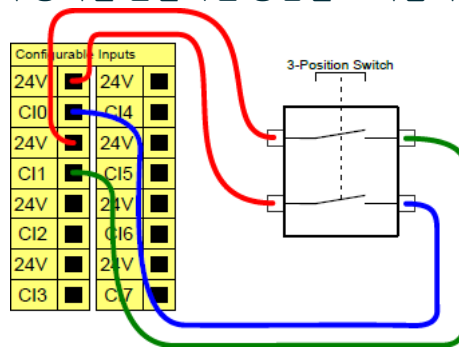 Configurable Inputs
24V 24V
CI0 CI4
24V 24V
CI1 CI5
24V 24V
CI2 CI6
24V 24V
CI3 CI7
3-Position Switch